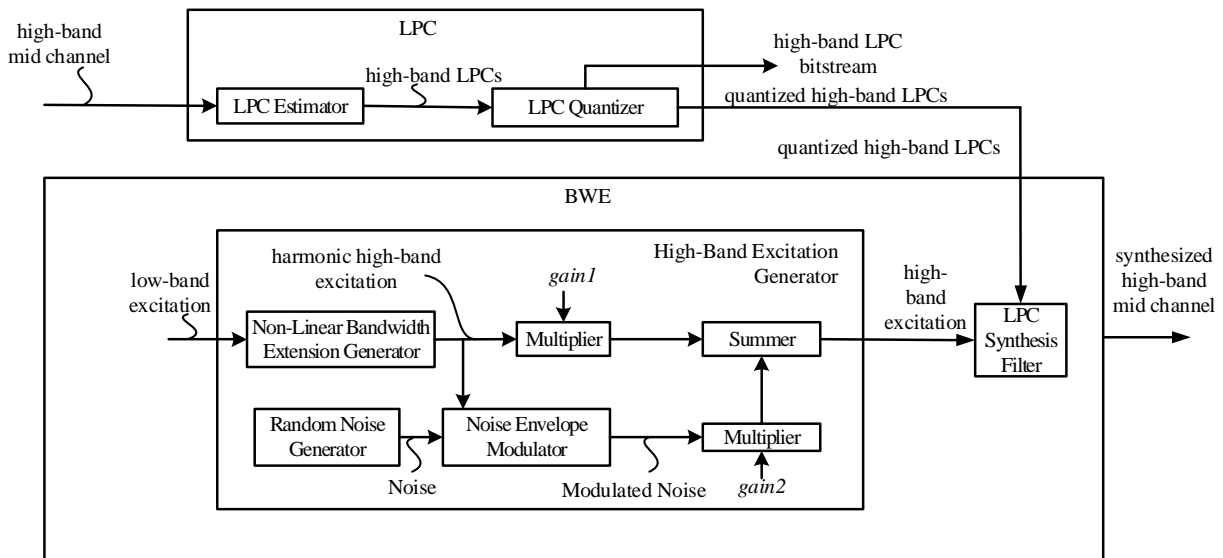 LPC
high-band
mid channel
high-band LPCs
high-band LPC
bitstream
LPC Estimator
LPC Quantizer
quantized high-band LPCs
quantized high-band LPCs
BWE
harmonic high-band
excitation
High-Band Excitation
Generator
low-band
excitation
gain1
high-
band
excitation
synthesized
high-band
mid channel
Non-Linear Bandwidth
Extension Generator
Multiplier
Summer
LPC
Synthesis
Filter
Random Noise
Generator
Noise Envelope
Modulator
Multiplier
Noise
Modulated Noise
gain2